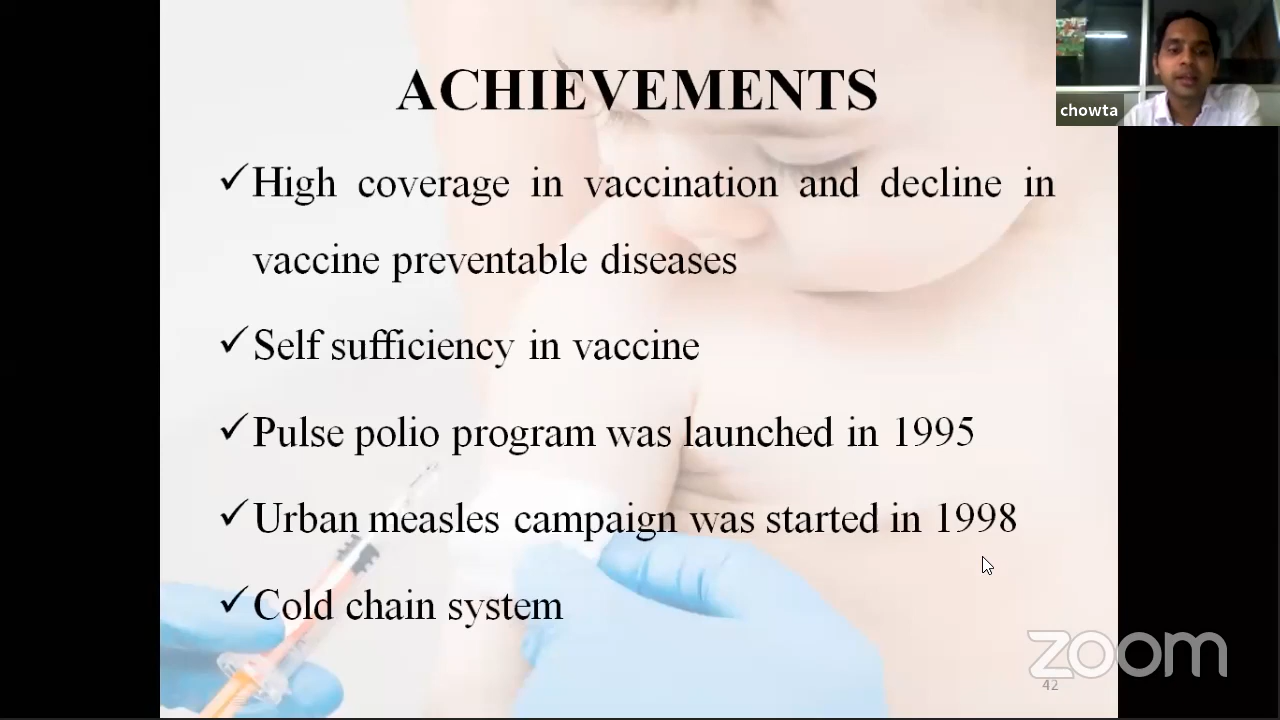 ACHIEVEMENTS
chowta
✓High coverage in vaccination and decline in
vaccine preventable diseases
✓Self sufficiency in vaccine
✓Pulse polio program was launched in 1995
✓Urban measles campaign was started in 1998
✓Cold chain system
zoom
42